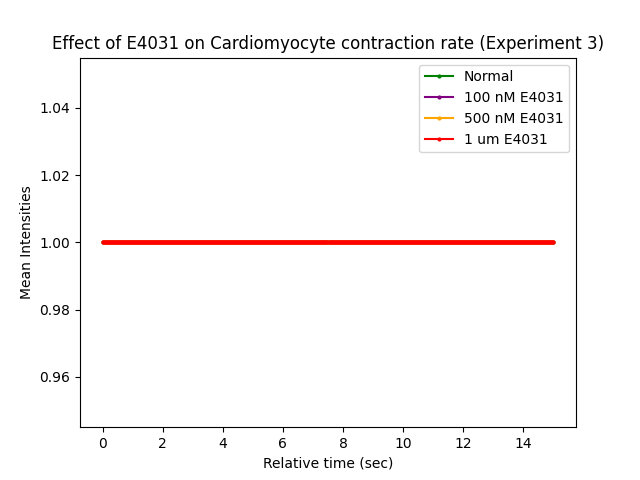 Effect of E4031 on Cardiomyocyte contraction rate (Experiment 3)
Normal
100 nM E4031
500 nM E4031
1 um E4031
1.04
1.02
1.00
0.98
0.96
Mean Intensities
0 2 4 6 8 10 12 14
Relative time (sec)